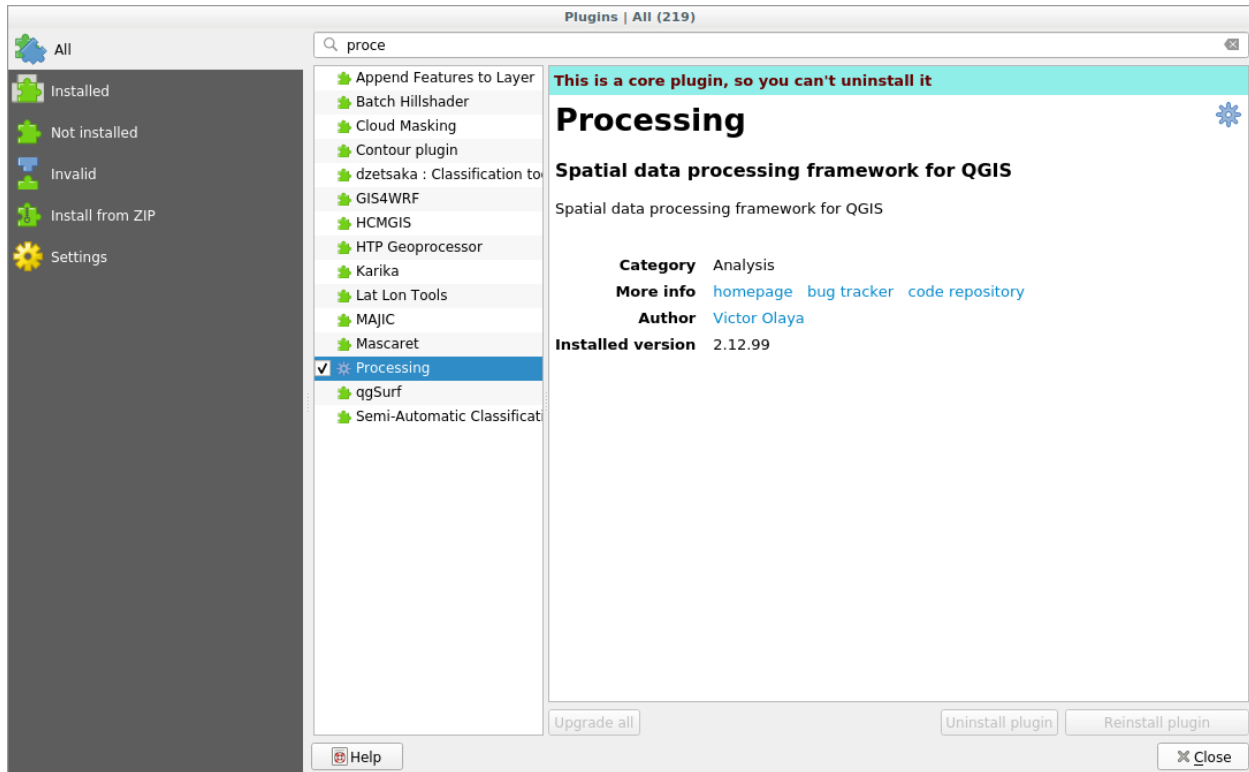 Plugins | All (219)
All
Installed
Not installed
Invalid
Install from ZIP
Settings
proce
Append Features to Layer
Batch Hillshader
Cloud Masking
Contour plugin
dzetsaka : Classification to
GIS4WRF
HCMGIS
HTP Geoprocessor
Karika
Lat Lon Tools
MAJIC
Mascaret
Processing
qgSurf
Semi-Automatic Classificati
This is a core plugin, so you can't uninstall it
Processing
Spatial data processing framework for QGIS
Spatial data processing framework for QGIS
Category Analysis
More info homepage bug tracker code repository
Author Victor Olaya
Installed version 2.12.99
Upgrade all Uninstall plugin Reinstall plugin
Help Close